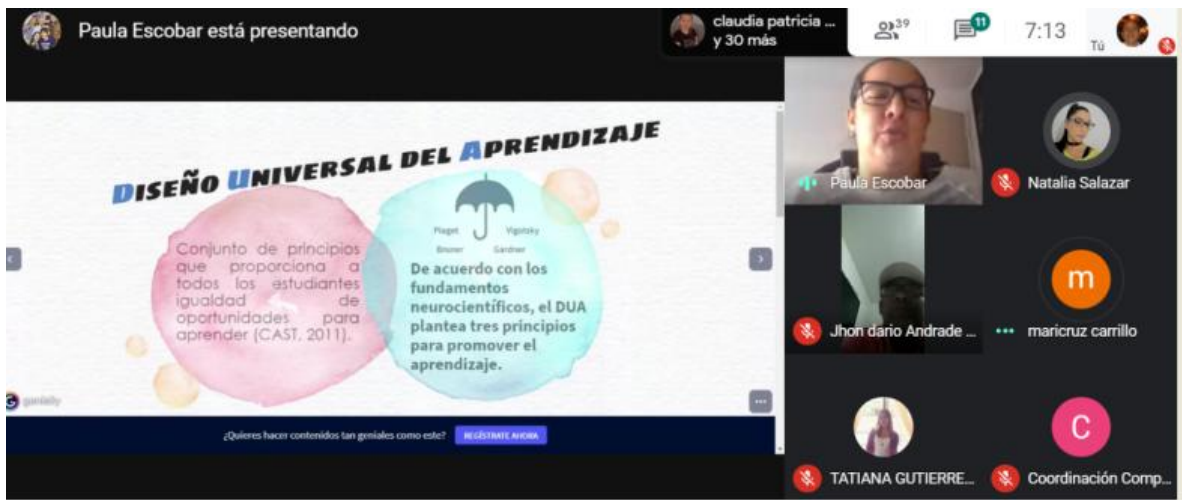 Paula Escobar está presentando
claudia patricia ...
y 30 más
39
11
7:13
Tú
DISEÑO UNIVERSAL DEL APRENDIZAJE
Conjunto de principios
que proporciona a
todos los estudiantes
igualdad de
oportunidades para
aprender (CAST, 2011).
Piaget Vigotsky
Bruner Gardner
De acuerdo con los
fundamentos
neurocientíficos, el DUA
plantea tres principios
para promover el
aprendizaje.
genially
¿Quieres hacer contenidos tan geniales como este? REGÍSTRATE AHORA
Paula Escobar
Natalia Salazar
Jhon dario Andrade ...
m
maricruz carrillo
TATIANA GUTIERRE...
C
Coordinación Comp...